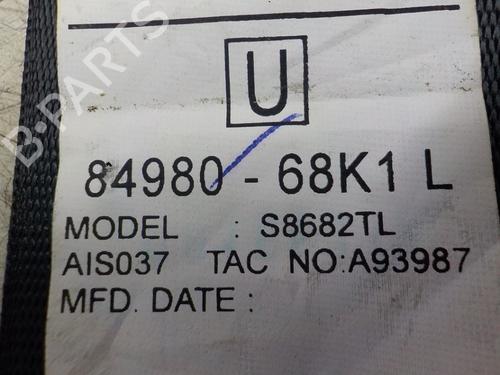 U
84980 - 68K1 L
MODEL : S8682TL
AIS037 TAC NO:A93987
MFD. DATE :
B-PARTS